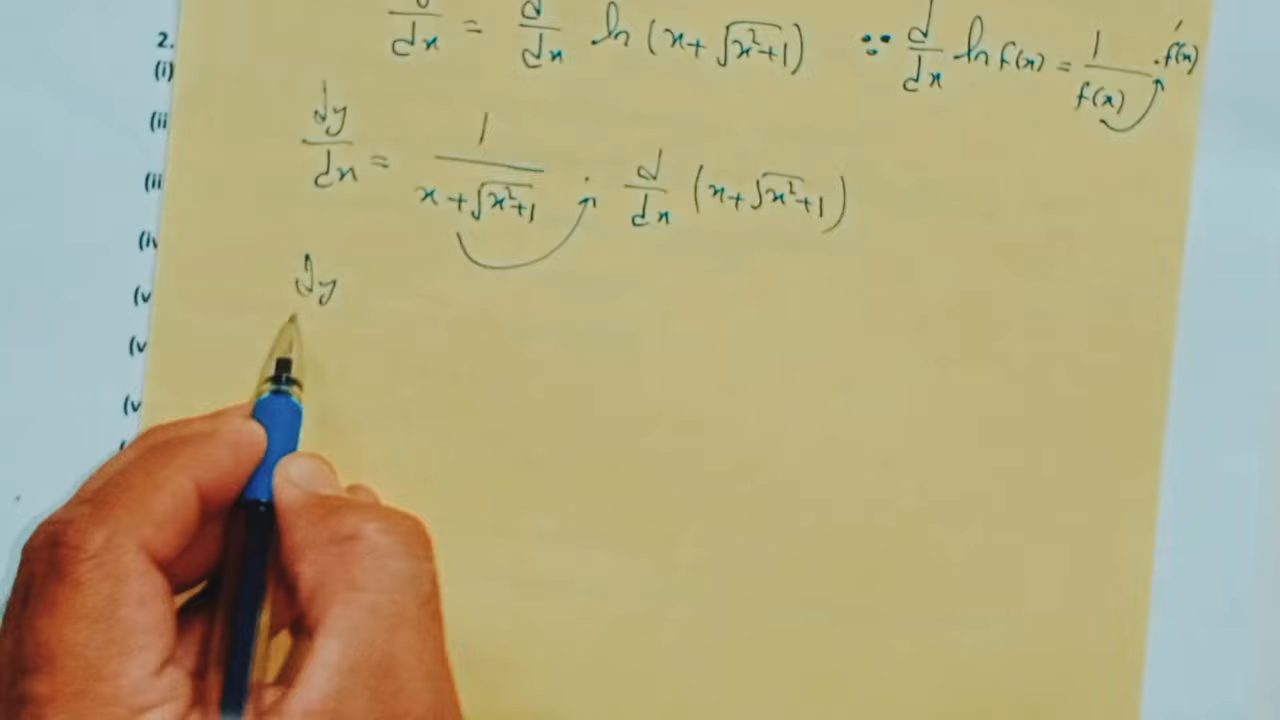 dy/dx = d/dx ln (x + √(x²+1)) ∵ d/dx ln f(x) = 1/f(x) . f'(x)
2.
(i)
dy/dx = 1/(x + √(x²+1)) . d/dx (x + √(x²+1))
(ii
(ii
(iv
dy
(v
(v
(v